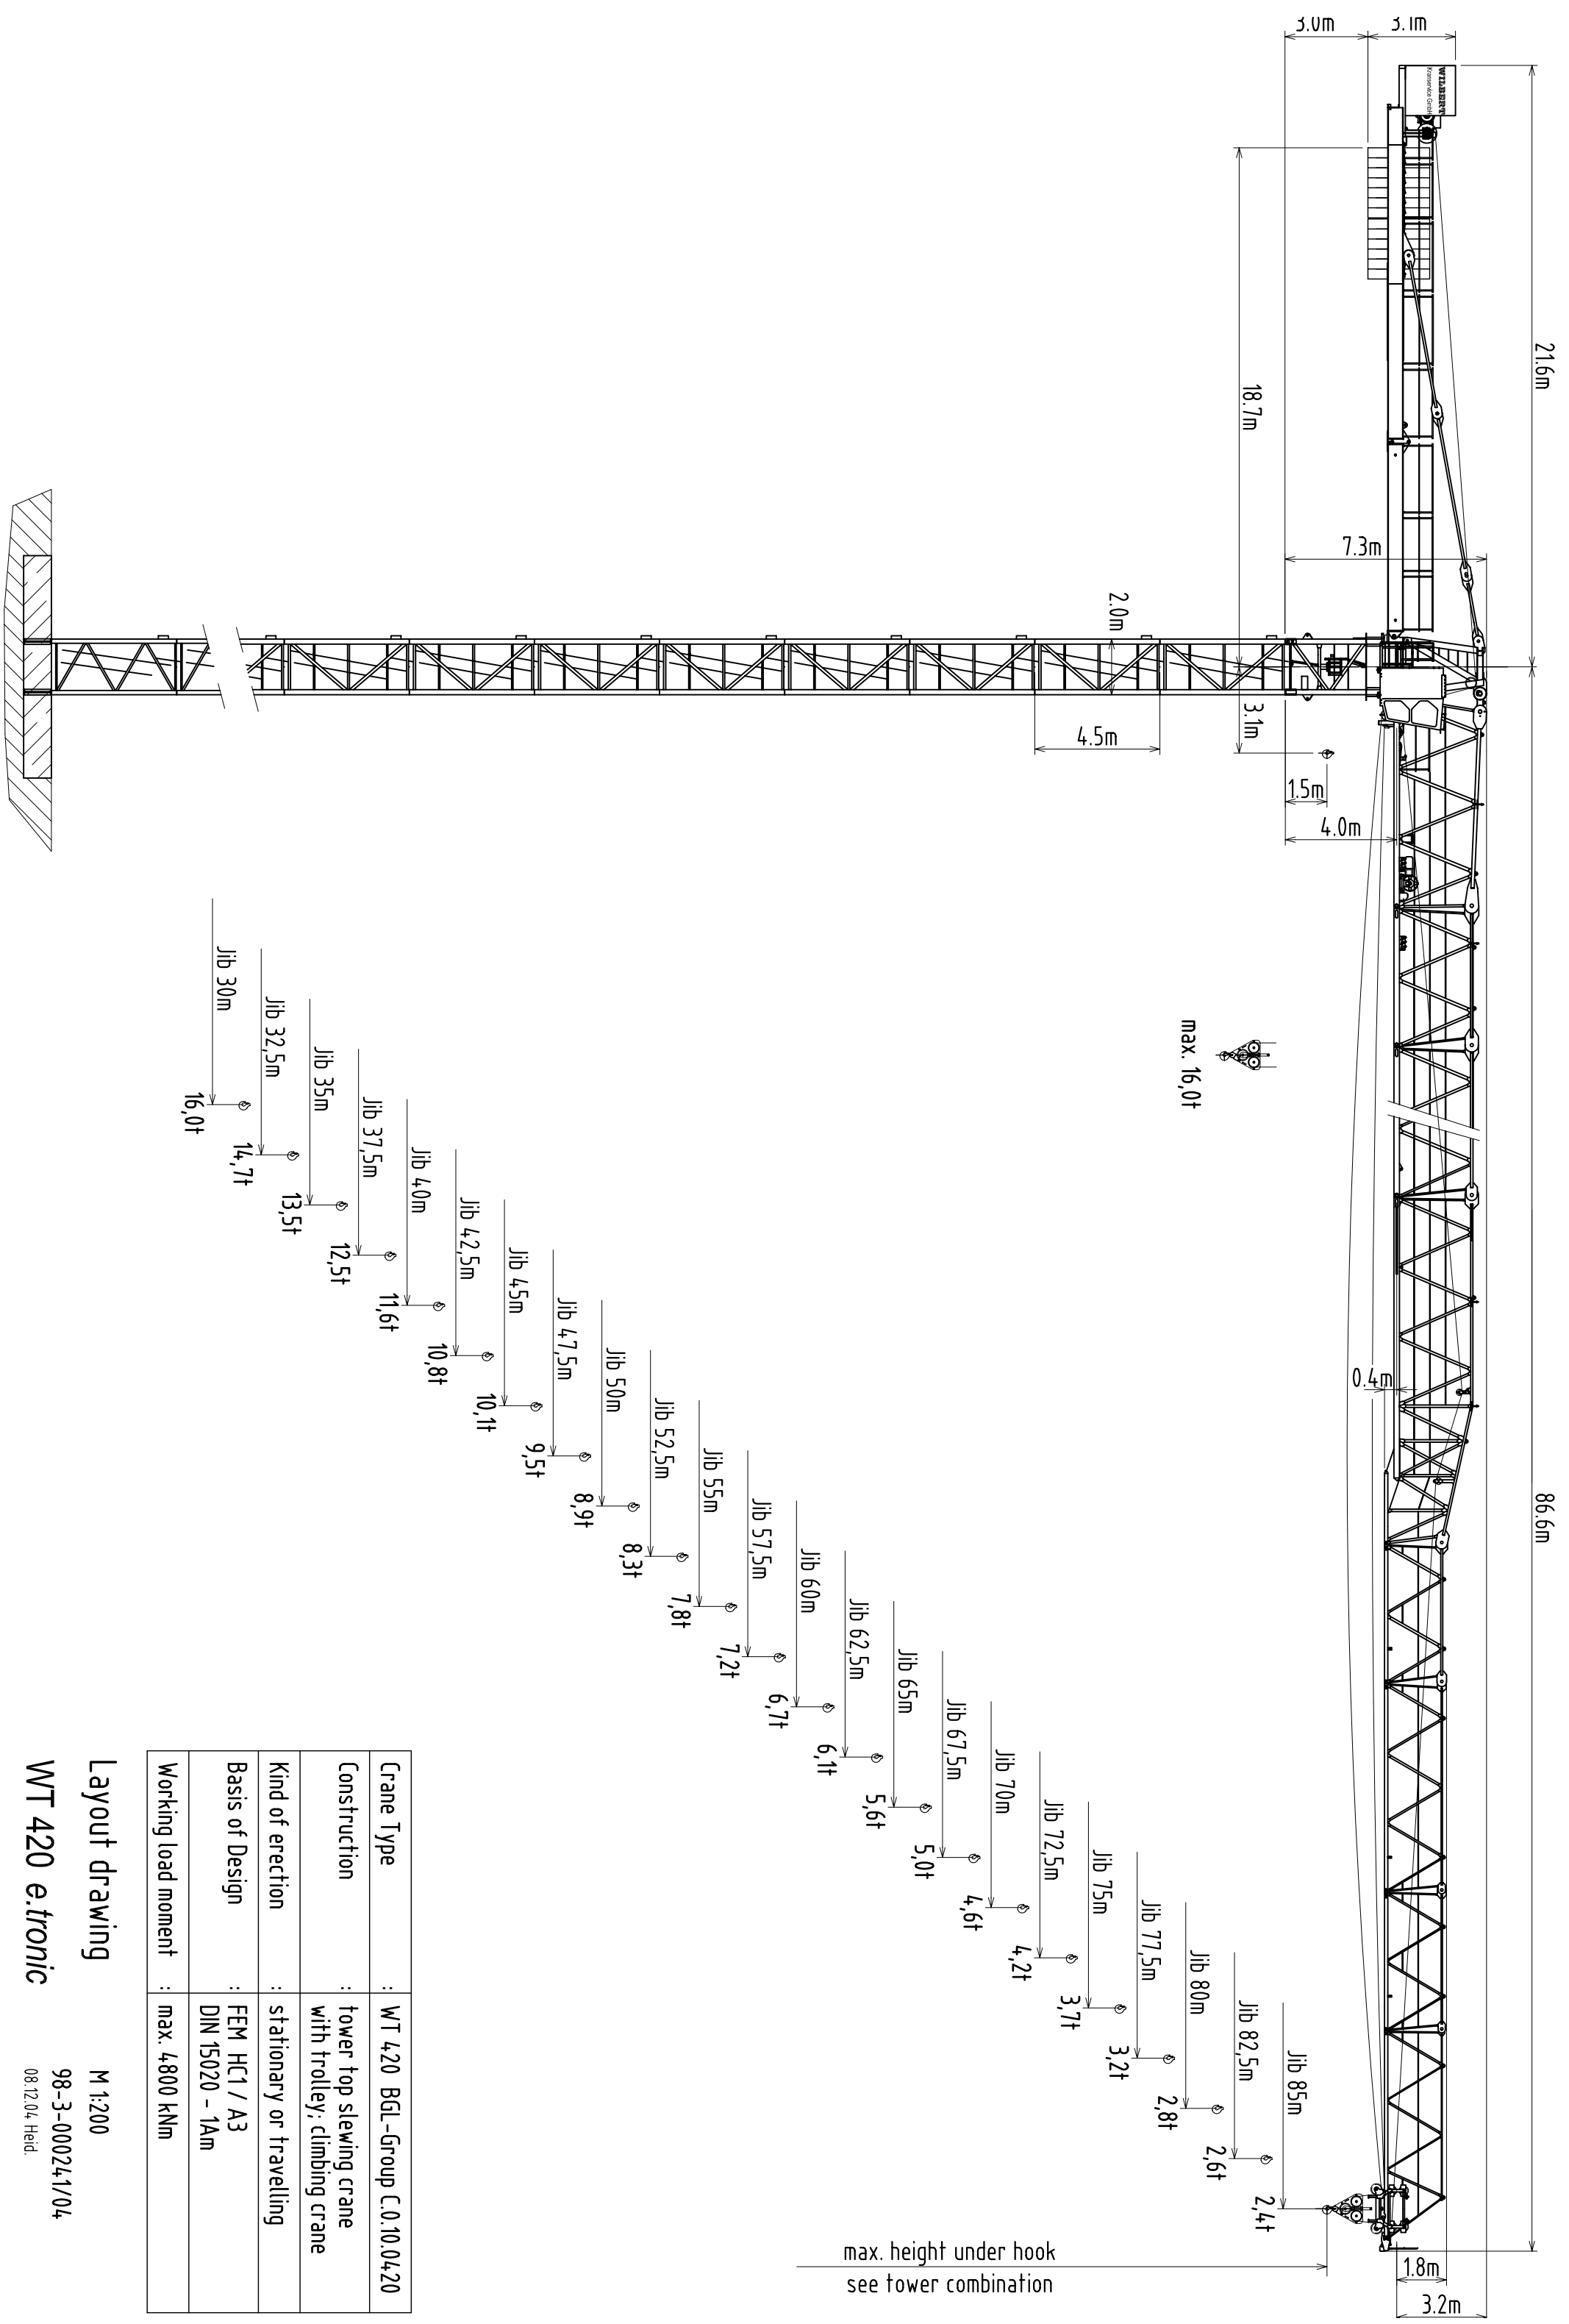 WILBERT
Kranservice GmbH
3.0m
3.1m
21.6m
86.6m
18.7m
7.3m
2.0m
3.1m
4.5m
1.5m
4.0m
0.4m
1.8m
3.2m
max. 16,0t
Jib 30m
16,0t
Jib 32,5m
14,7t
Jib 35m
13,5t
Jib 37,5m
12,5t
Jib 40m
11,6t
Jib 42,5m
10,8t
Jib 45m
10,1t
Jib 47,5m
9,5t
Jib 50m
8,9t
Jib 52,5m
8,3t
Jib 55m
7,8t
Jib 57,5m
7,2t
Jib 60m
6,7t
Jib 62,5m
6,1t
Jib 65m
5,6t
Jib 67,5m
5,0t
Jib 70m
4,6t
Jib 72,5m
4,2t
Jib 75m
3,7t
Jib 77,5m
3,2t
Jib 80m
2,8t
Jib 82,5m
2,6t
Jib 85m
2,4t
max. height under hook
see tower combination
Crane Type : WT 420 BGL-Group C.0.10.0420
Construction : tower top slewing crane
with trolley; climbing crane
Kind of erection : stationary or travelling
Basis of Design : FEM HC1 / A3
DIN 15020 - 1Am
Working load moment : max. 4800 kNm
Layout drawing M 1:200
98-3-000241/04
WT 420 e.tronic
08.12.04 Heid.